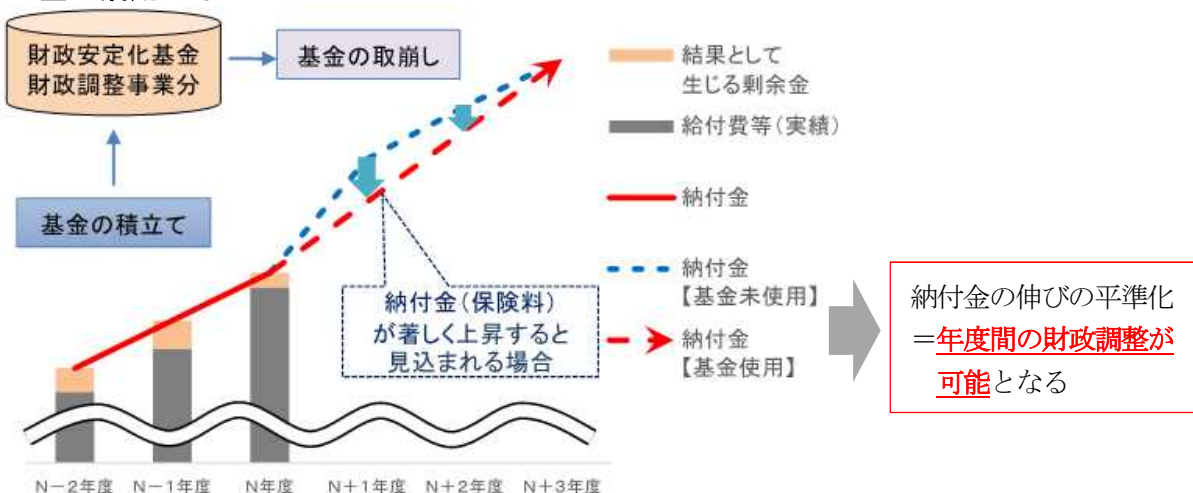 財政安定化基金
財政調整事業分
基金の取崩し
基金の積立て
結果として
生じる剰余金
給付費等(実績)
納付金
納付金
【基金未使用】
納付金
【基金使用】
納付金(保険料)
が著しく上昇すると
見込まれる場合
納付金の伸びの平準化
=年度間の財政調整が
可能となる
N-2年度 N-1年度 N年度 N+1年度 N+2年度 N+3年度